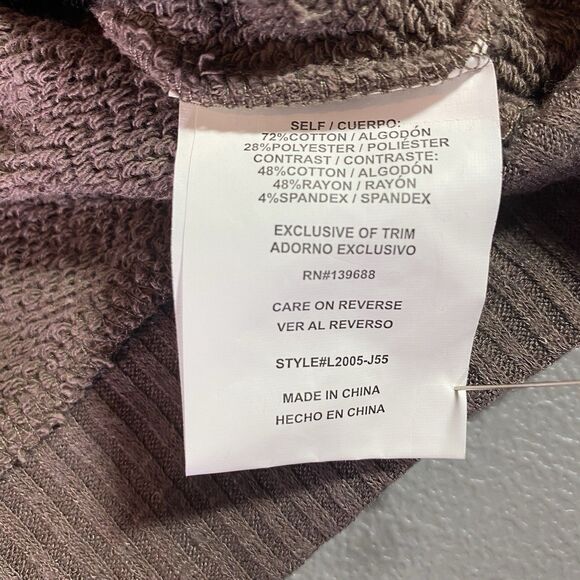 SELF / CUERPO:
72%COTTON / ALGODÓN
28%POLYESTER / POLIÉSTER
CONTRAST / CONTRASTE:
48%COTTON / ALGODÓN
48%RAYON / RAYÓN
4%SPANDEX / SPANDEX
EXCLUSIVE OF TRIM
ADORNO EXCLUSIVO
RN#139688
CARE ON REVERSE
VER AL REVERSO
STYLE#L2005-J55
MADE IN CHINA
HECHO EN CHINA